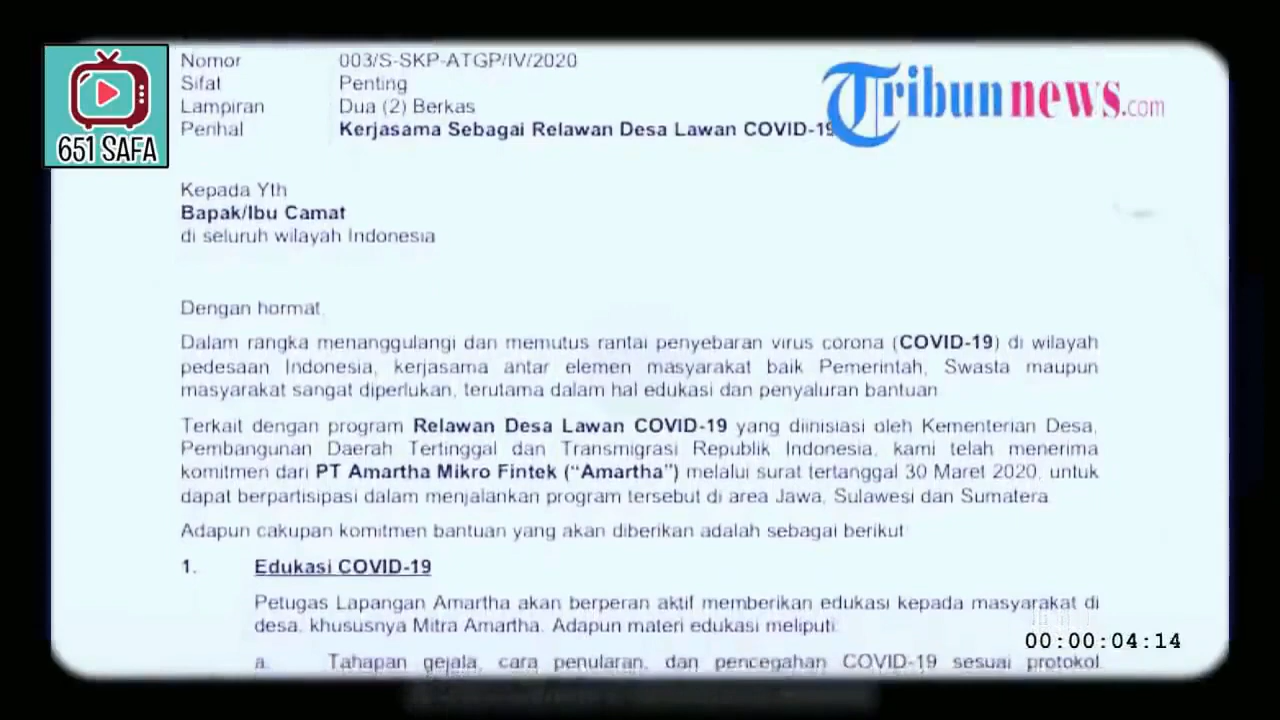 651 SAFA
Tribunnews.com
Nomor 003/S-SKP-ATGP/IV/2020
Sifat Penting
Lampiran Dua (2) Berkas
Perihal Kerjasama Sebagai Relawan Desa Lawan COVID-19
Kepada Yth
Bapak/Ibu Camat
di seluruh wilayah Indonesia
Dengan hormat,
Dalam rangka menanggulangi dan memutus rantai penyebaran virus corona (COVID-19) di wilayah
pedesaan Indonesia, kerjasama antar elemen masyarakat baik Pemerintah, Swasta maupun
masyarakat sangat diperlukan, terutama dalam hal edukasi dan penyaluran bantuan
Terkait dengan program Relawan Desa Lawan COVID-19 yang diinisiasi oleh Kementerian Desa,
Pembangunan Daerah Tertinggal dan Transmigrasi Republik Indonesia, kami telah menerima
komitmen dari PT Amartha Mikro Fintek (“Amartha”) melalui surat tertanggal 30 Maret 2020, untuk
dapat berpartisipasi dalam menjalankan program tersebut di area Jawa, Sulawesi dan Sumatera
Adapun cakupan komitmen bantuan yang akan diberikan adalah sebagai berikut
1. Edukasi COVID-19
Petugas Lapangan Amartha akan berperan aktif memberikan edukasi kepada masyarakat di
desa, khususnya Mitra Amartha. Adapun materi edukasi meliputi:
a. Tahapan gejala, cara penularan, dan pencegahan COVID-19 sesuai protokol
00:00:04:14